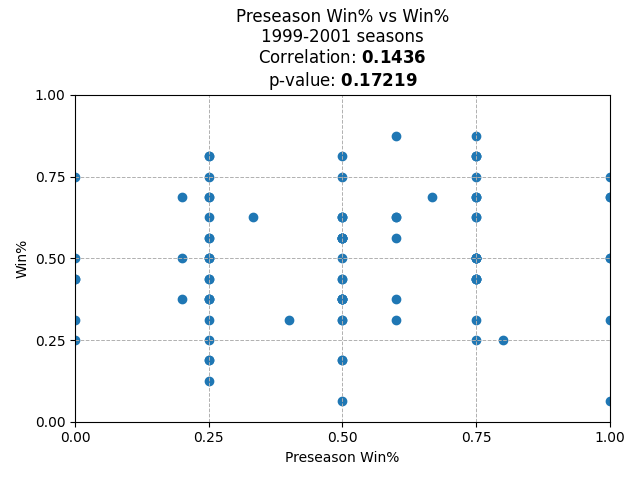 Preseason Win% vs Win%
1999-2001 seasons
Correlation: 0.1436
p-value: 0.17219
1.00
0.75
0.50
0.25
0.00
Win%
0.00 0.25 0.50 0.75 1.00
Preseason Win%